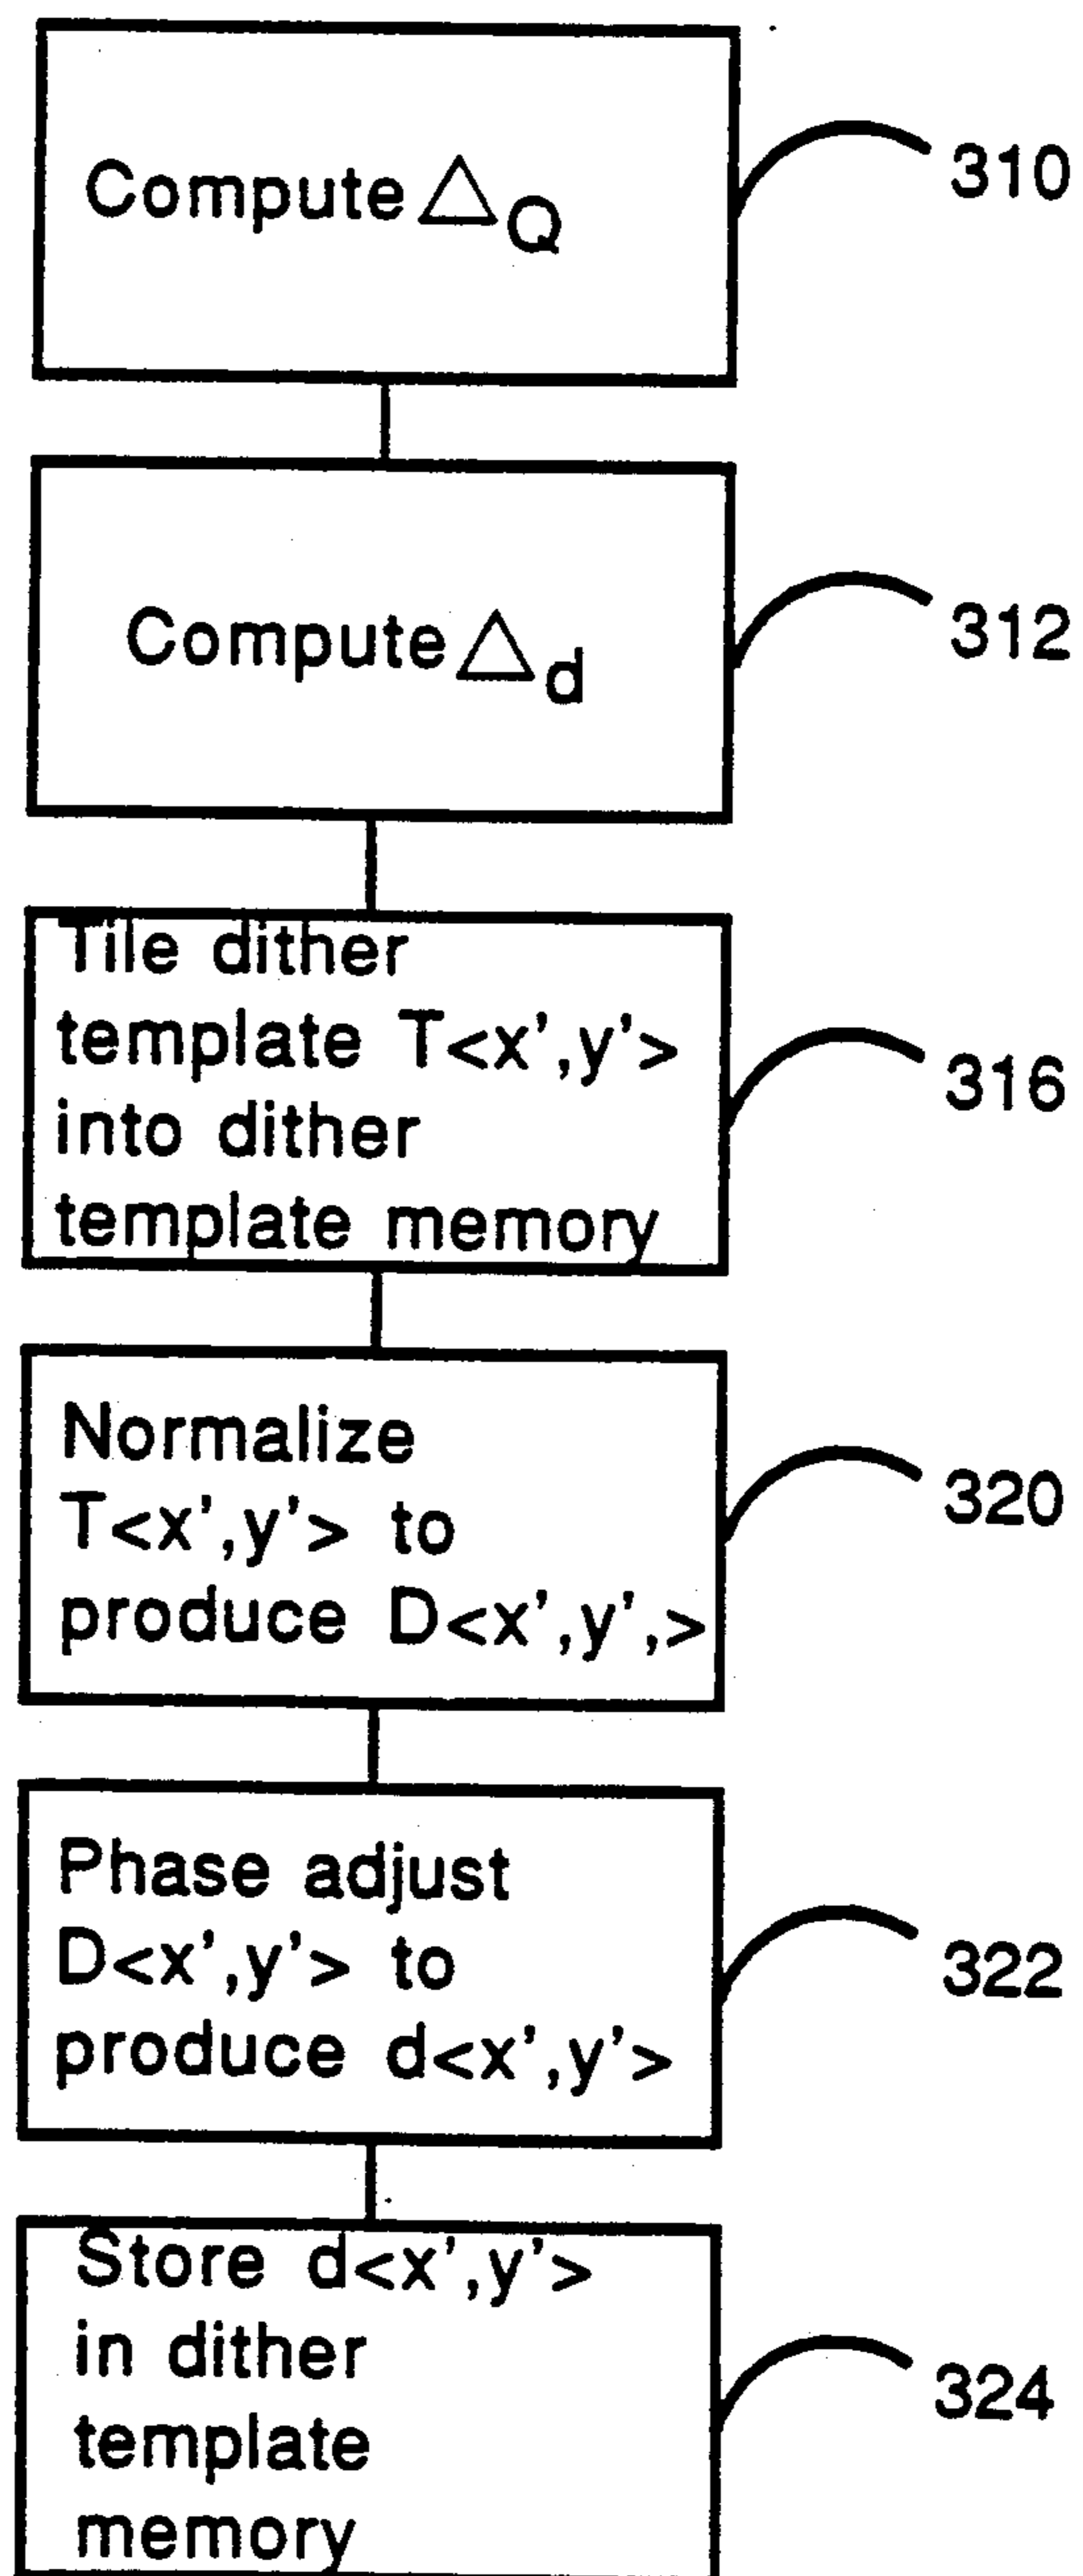 Compute △Q
310
Compute △d
312
Tile dither
template T<x',y'>
into dither
template memory
316
Normalize
T<x',y'> to
produce D<x',y',>
320
Phase adjust
D<x',y'> to
produce d<x',y'>
322
Store d<x',y'>
in dither
template
memory
324